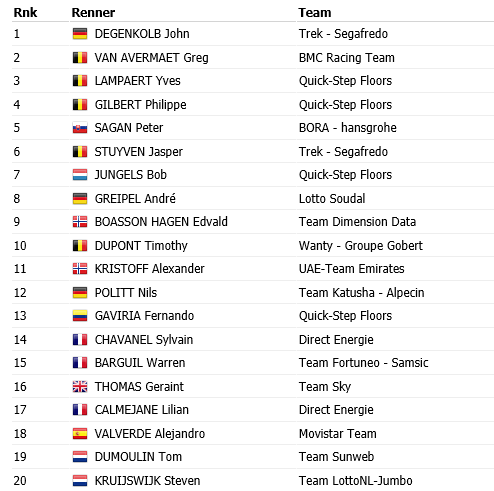 Rnk Renner Team
1 DEGENKOLB John Trek - Segafredo
2 VAN AVERMAET Greg BMC Racing Team
3 LAMPAERT Yves Quick-Step Floors
4 GILBERT Philippe Quick-Step Floors
5 SAGAN Peter BORA - hansgrohe
6 STUYVEN Jasper Trek - Segafredo
7 JUNGELS Bob Quick-Step Floors
8 GREIPEL André Lotto Soudal
9 BOASSON HAGEN Edvald Team Dimension Data
10 DUPONT Timothy Wanty - Groupe Gobert
11 KRISTOFF Alexander UAE-Team Emirates
12 POLITT Nils Team Katusha - Alpecin
13 GAVIRIA Fernando Quick-Step Floors
14 CHAVANEL Sylvain Direct Energie
15 BARGUIL Warren Team Fortuneo - Samsic
16 THOMAS Geraint Team Sky
17 CALMEJANE Lilian Direct Energie
18 VALVERDE Alejandro Movistar Team
19 DUMOULIN Tom Team Sunweb
20 KRUIJSWIJK Steven Team LottoNL-Jumbo